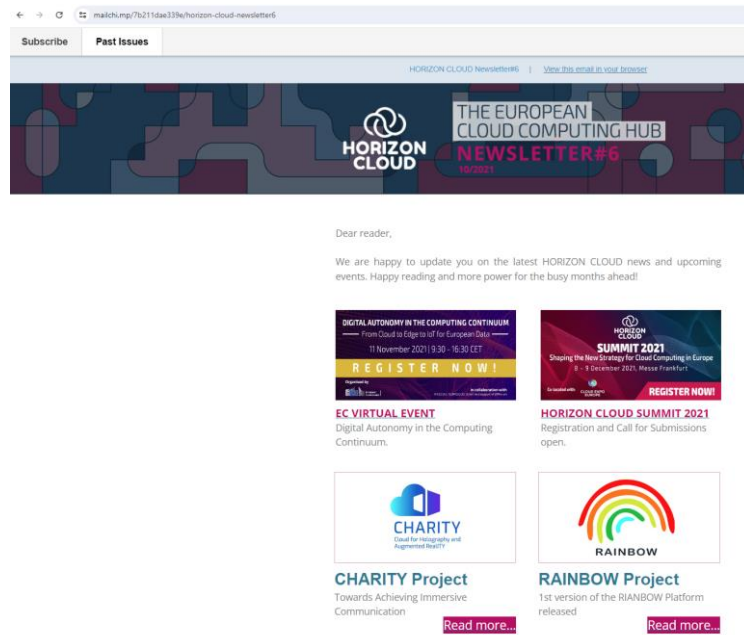 mailchi.mp/7b211dae339e/horizon-cloud-newsletter6
Subscribe
Past Issues
HORIZON CLOUD Newsletter#6 | View this email in your browser
HORIZON
CLOUD
THE EUROPEAN
CLOUD COMPUTING HUB
NEWSLETTER#6
10/2021
Dear reader,
We are happy to update you on the latest HORIZON CLOUD news and upcoming
events. Happy reading and more power for the busy months ahead!
DIGITAL AUTONOMY IN THE COMPUTING CONTINUUM
From Cloud to Edge to IoT for European Data
11 November 2021 | 9:30 - 16:30 CET
REGISTER NOW!
Organised by
in collaboration with
EC VIRTUAL EVENT
Digital Autonomy in the Computing
Continuum.
HORIZON
CLOUD
SUMMIT 2021
Shaping the New Strategy for Cloud Computing in Europe
8 - 9 December 2021, Messe Frankfurt
Co-located with
CLOUD EXPO
EUROPE
REGISTER NOW!
HORIZON CLOUD SUMMIT 2021
Registration and Call for Submissions
open.
CHARITY
Cloud for Holography and
Augmented RealITY
CHARITY Project
Towards Achieving Immersive
Communication
Read more...
RAINBOW
RAINBOW Project
1st version of the RIANBOW Platform
released
Read more...